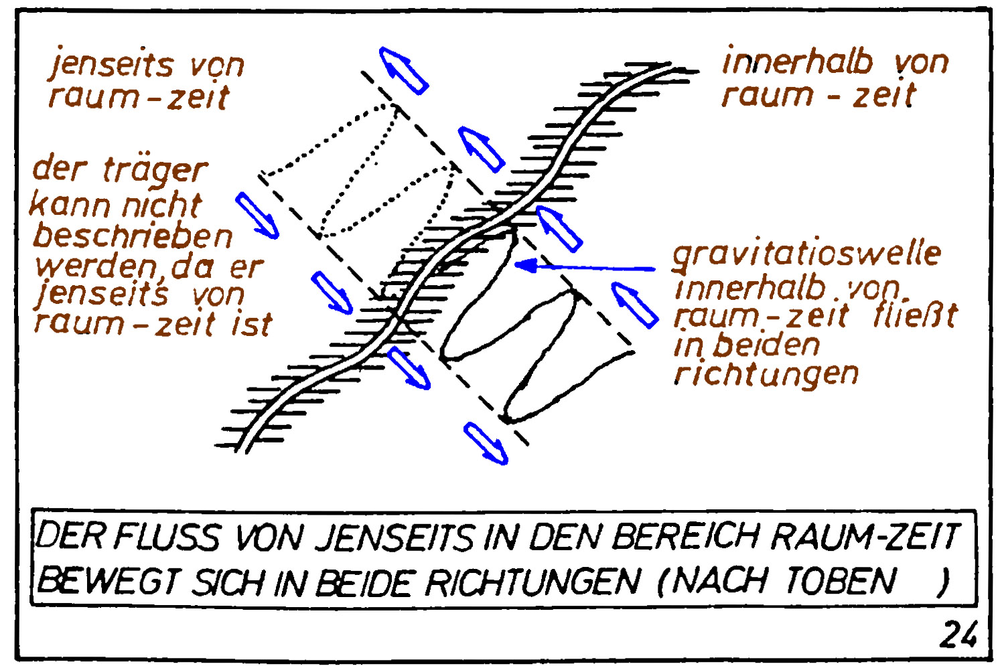 jenseits von
raum-zeit
innerhalb von
raum - zeit
der träger
kann nicht
beschrieben
werden, da er
jenseits von
raum-zeit ist
gravitatioswelle
innerhalb von
raum-zeit fließt
in beiden
richtungen
DER FLUSS VON JENSEITS IN DEN BEREICH RAUM-ZEIT
BEWEGT SICH IN BEIDE RICHTUNGEN (NACH TOBEN )
24